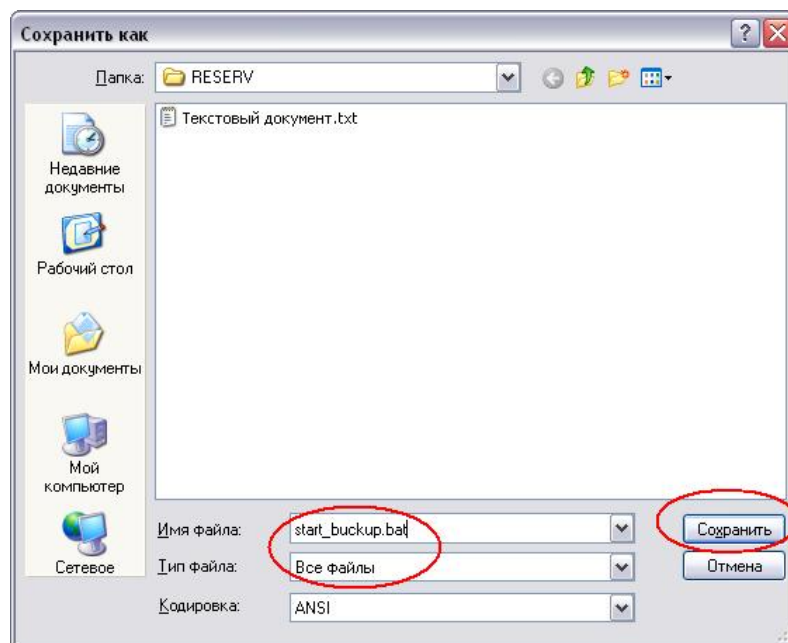 Сохранить как
Папка: RESERV
Текстовый документ.txt
Недавние
документы
Рабочий стол
Мои документы
Мой
компьютер
Сетевое
Имя файла: start_buckup.bat Сохранить
Тип файла: Все файлы Отмена
Кодировка: ANSI